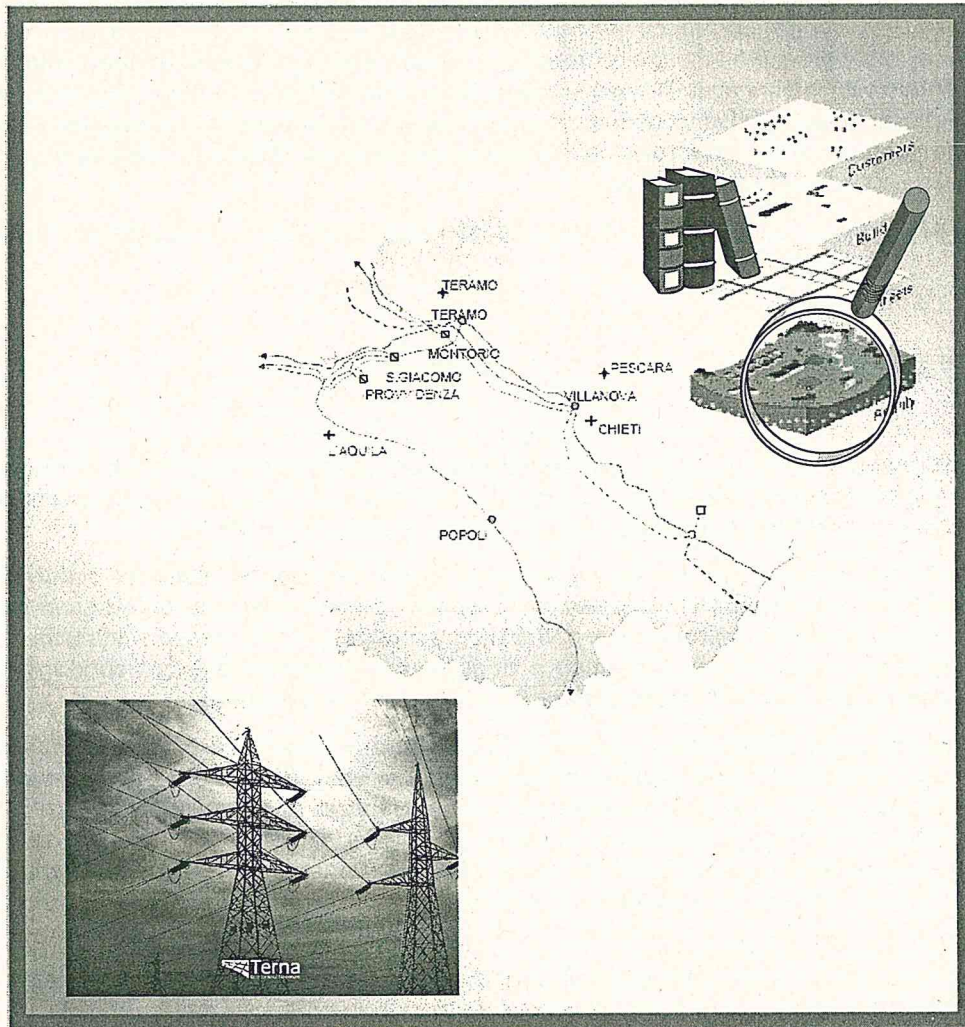 Customers
TERAMO
TERAMO
MONTORIO
S.GIACOMO
PROVVIDENZA
PESCARA
VILLANOVA
CHIETI
L'AQUILA
POPOLI
Terna